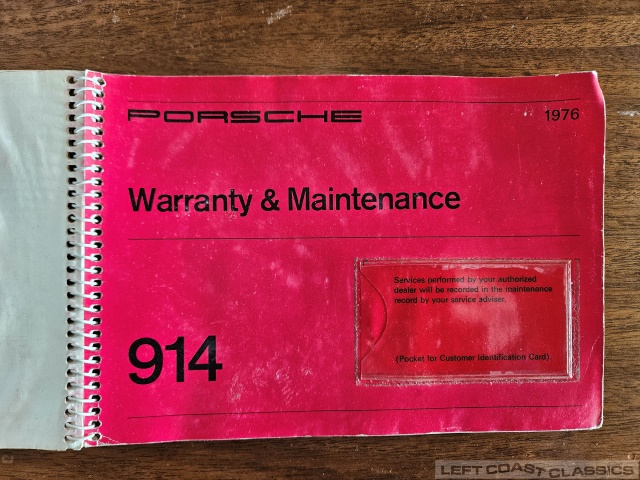 PORSCHE
1976
Warranty & Maintenance
Services performed by your authorized
dealer will be recorded in the maintenance
record by your service adviser.
914
(Pocket for Customer Identification Card)
LEFT COAST CLASSICS